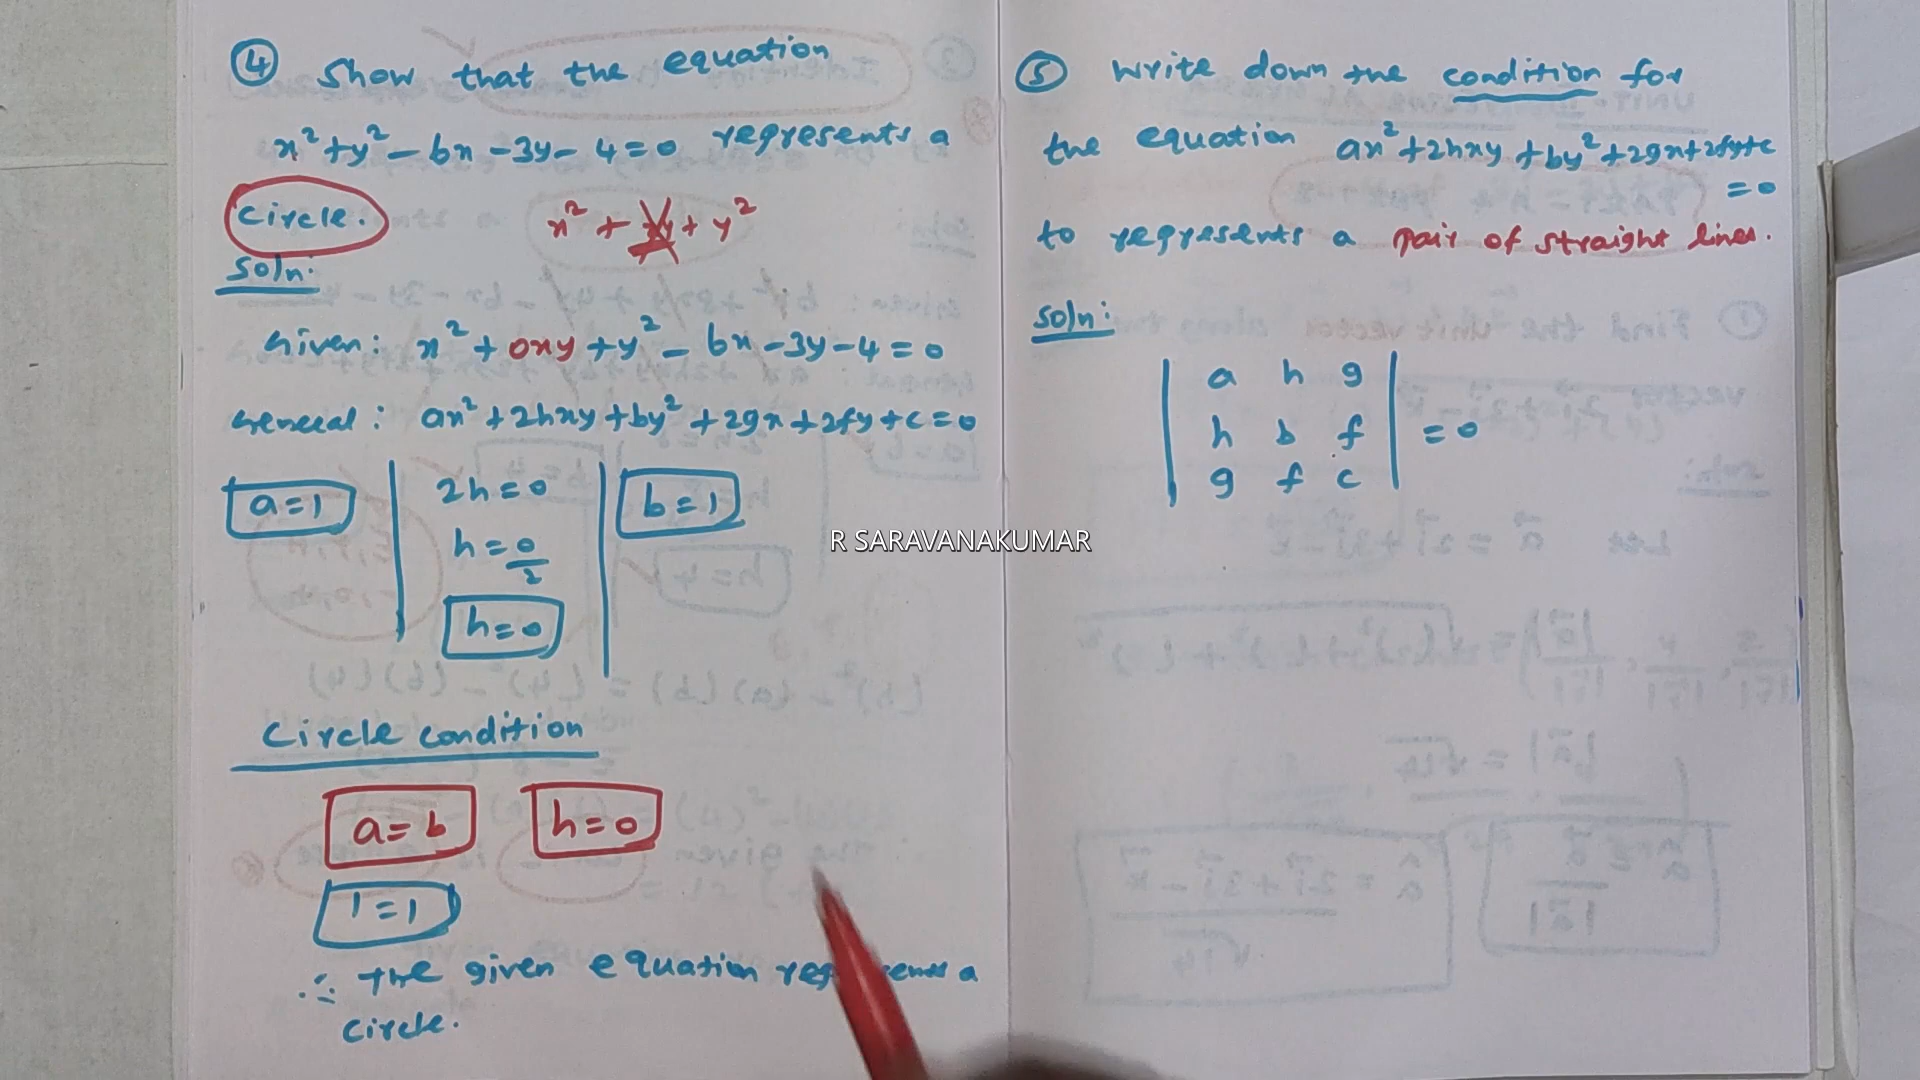 ④ Show that the equation
x² + y² - 6x - 3y - 4 = 0 represents a
circle.
x² + xy + y²
Soln:
Given: x² + 0xy + y² - 6x - 3y - 4 = 0
General: ax² + 2hxy + by² + 2gx + 2fy + c = 0
a = 1
2h = 0
h = 0/2
h = 0
b = 1
Circle condition
a = b
h = 0
1 = 1
∴ The given equation represents a
circle.
⑤ Write down the condition for
the equation ax² + 2hxy + by² + 2gx + 2fy + c
= 0
to represents a pair of straight lines.
Soln:
| a h g |
| h b f | = 0
| g f c |
R SARAVANAKUMAR